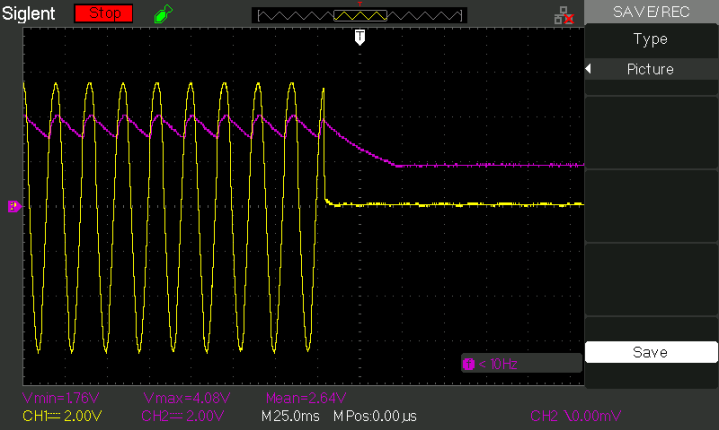 Siglent Stop SAVE/REC
T
Type
Picture
f < 10Hz
Save
Vmin=1.76V Vmax=4.08V Mean=2.64V
CH1 2.00V CH2 2.00V M25.0ms M Pos:0.00µs CH2 \0.00mV